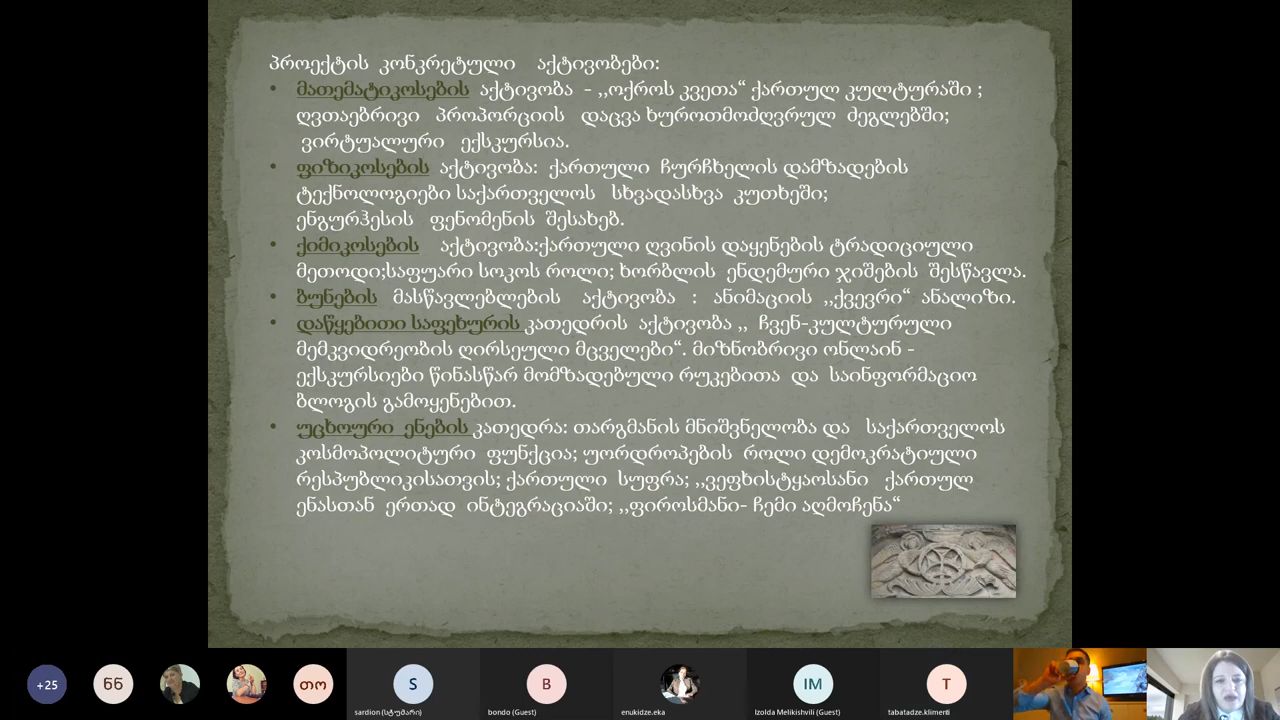 პროექტის კონკრეტული აქტივობები:
• მათემატიკოსების აქტივობა - ,,ოქროს კვეთა“ ქართულ კულტურაში ;
ღვთაებრივი პროპორციის დაცვა ხუროთმოძღვრულ ძეგლებში;
ვირტუალური ექსკურსია.
• ფიზიკოსების აქტივობა: ქართული ჩურჩხელის დამზადების
ტექნოლოგიები საქართველოს სხვადასხვა კუთხეში;
ენგურჰესის ფენომენის შესახებ.
• ქიმიკოსების აქტივობა:ქართული ღვინის დაყენების ტრადიციული
მეთოდი;საფუარი სოკოს როლი; ხორბლის ენდემური ჯიშების შესწავლა.
• ბუნების მასწავლებლების აქტივობა : ანიმაციის ,,ქვევრი“ ანალიზი.
• დაწყებითი საფეხურის კათედრის აქტივობა ,, ჩვენ-კულტურული
მემკვიდრეობის ღირსეული მცველები“. მიზნობრივი ონლაინ -
ექსკურსიები წინასწარ მომზადებული რუკებითა და საინფორმაციო
ბლოგის გამოყენებით.
• უცხოური ენების კათედრა: თარგმანის მნიშვნელობა და საქართველოს
კოსმოპოლიტური ფუნქცია; უორდროპების როლი დემოკრატიული
რესპუბლიკისათვის; ქართული სუფრა; ,,ვეფხისტყაოსანი ქართულ
ენასთან ერთად ინტეგრაციაში; ,,ფიროსმანი- ჩემი აღმოჩენა“
+25 ნნ თო S B IM T
sardion (სტუმარი) bondo (Guest) enukidze.eka Izolda Melikishvili (Guest) tabatadze.klimenti